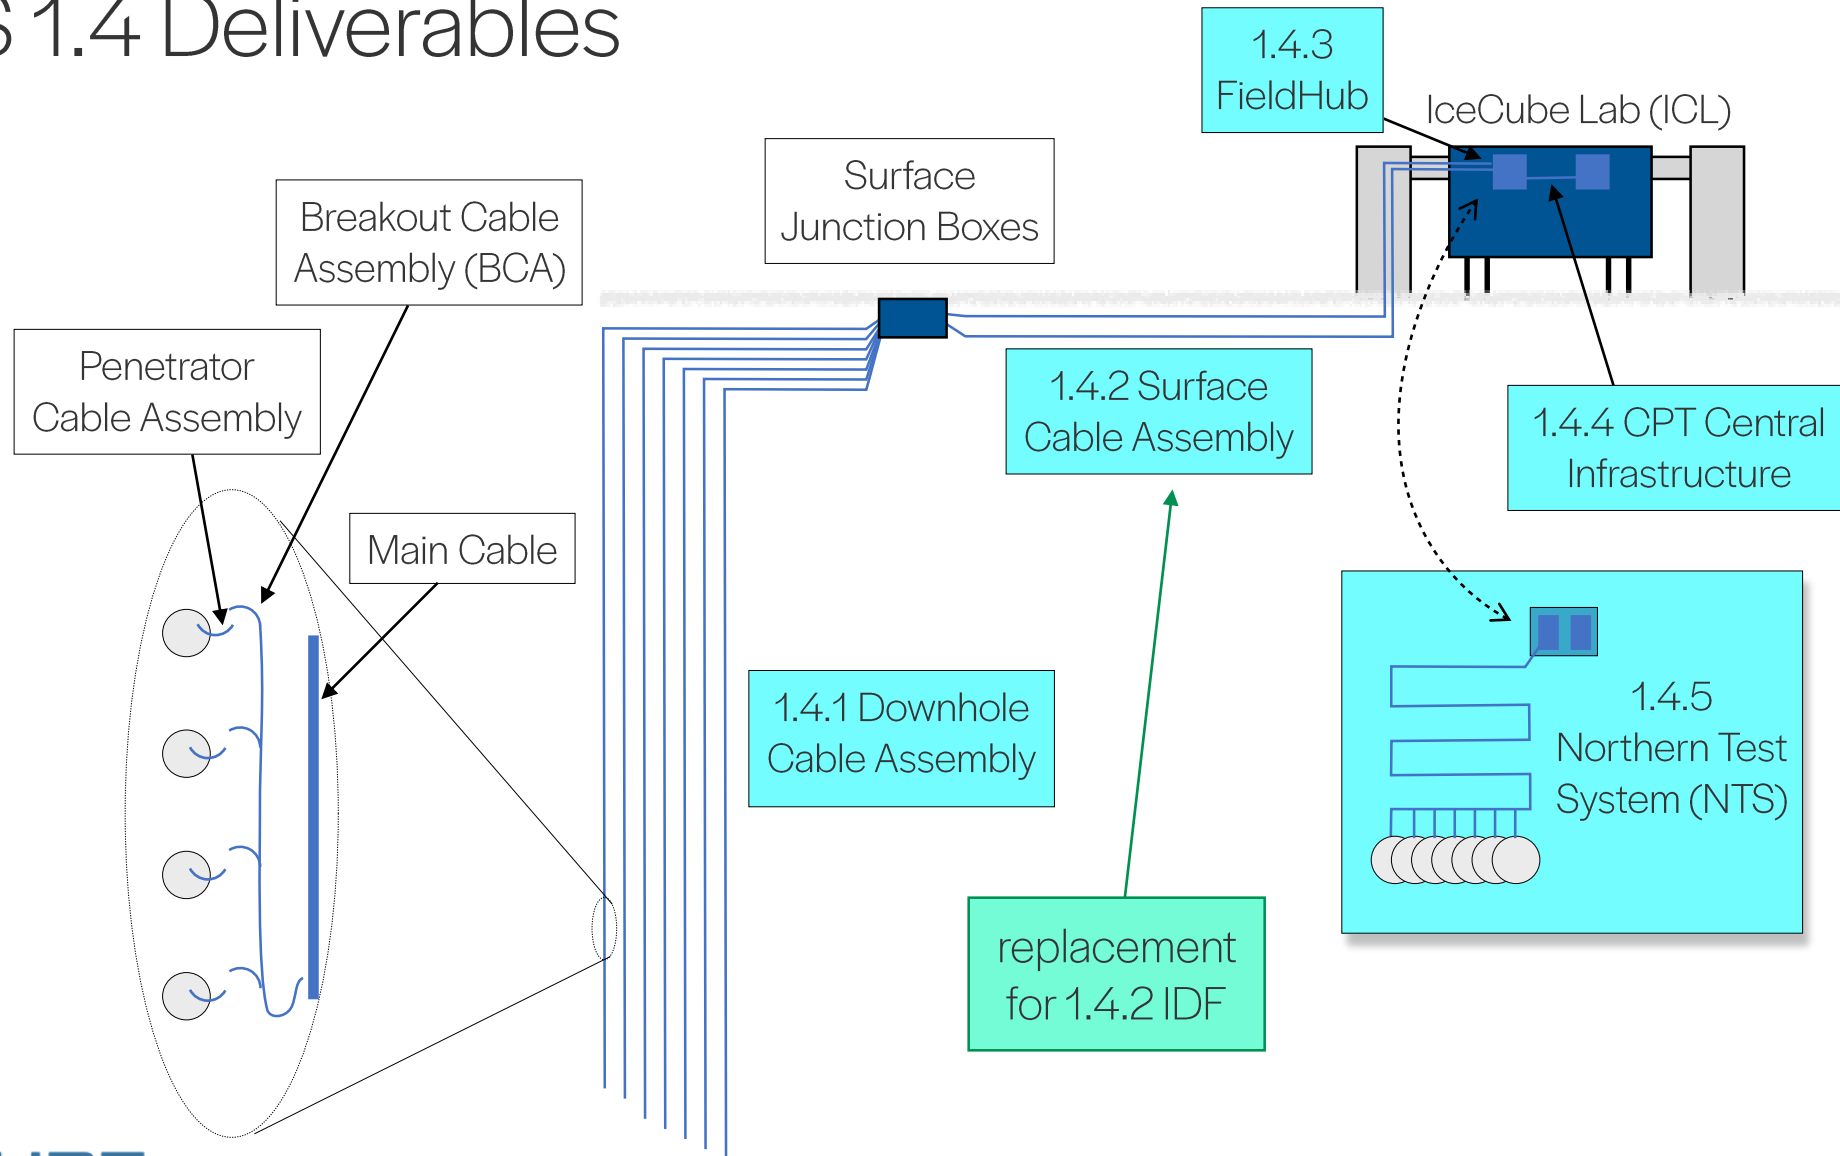 1.4 Deliverables
1.4.3
FieldHub
IceCube Lab (ICL)
Surface
Junction Boxes
Breakout Cable
Assembly (BCA)
Penetrator
Cable Assembly
1.4.2 Surface
Cable Assembly
1.4.4 CPT Central
Infrastructure
Main Cable
1.4.1 Downhole
Cable Assembly
1.4.5
Northern Test
System (NTS)
replacement
for 1.4.2 IDF